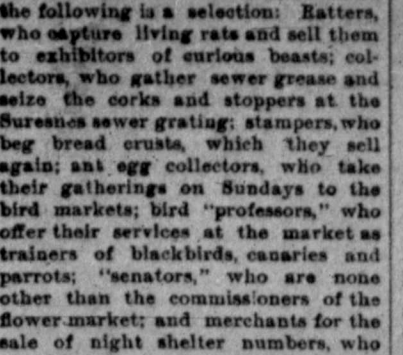 the following is a selection: Ratters,
who capture living rats and sell them
to exhibitors of curious beasts; col-
lectors, who gather sewer grease and
seize the corks and stoppers at the
Suresnes sewer grating; stampers, who
beg bread crusts, which they sell
again; ant egg collectors, who take
their gatherings on Sundays to the
bird markets; bird "professors," who
offer their services at the market as
trainers of blackbirds, canaries and
parrots; "senators," who are none
other than the commissioners of the
flower market; and merchants for the
sale of night shelter numbers, who